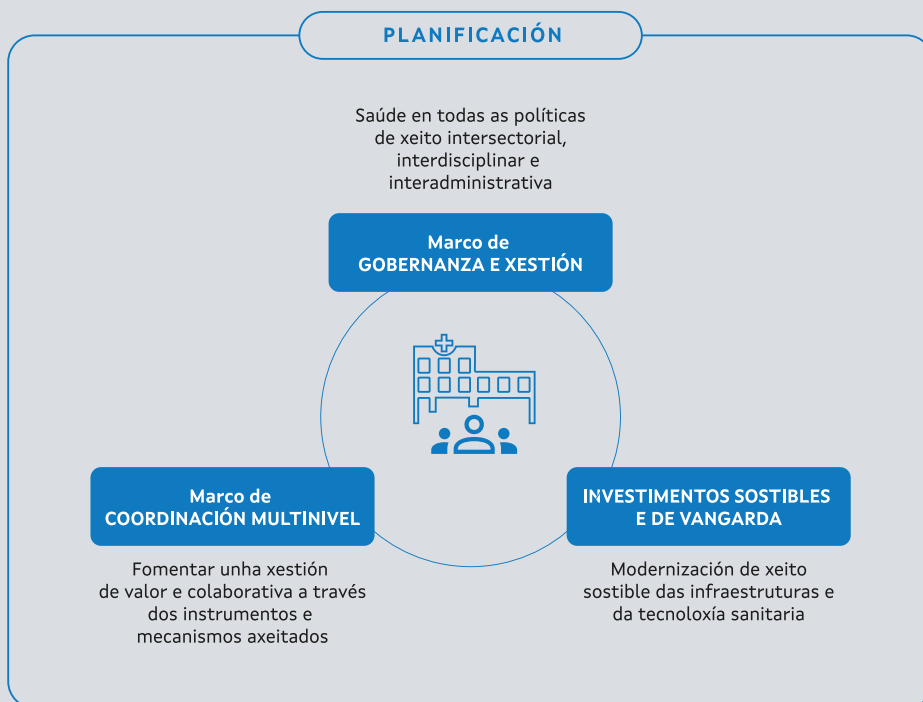 PLANIFICACIÓN
Saúde en todas as políticas
de xeito intersectorial,
interdisciplinar e
interadministrativa
Marco de
GOBERNANZA E XESTIÓN
Marco de
COORDINACIÓN MULTINIVEL
Fomentar unha xestión
de valor e colaborativa a través
dos instrumentos e
mecanismos axeitados
INVESTIMENTOS SOSTIBLES
E DE VANGARDA
Modernización de xeito
sostible das infraestruturas e
da tecnoloxía sanitaria